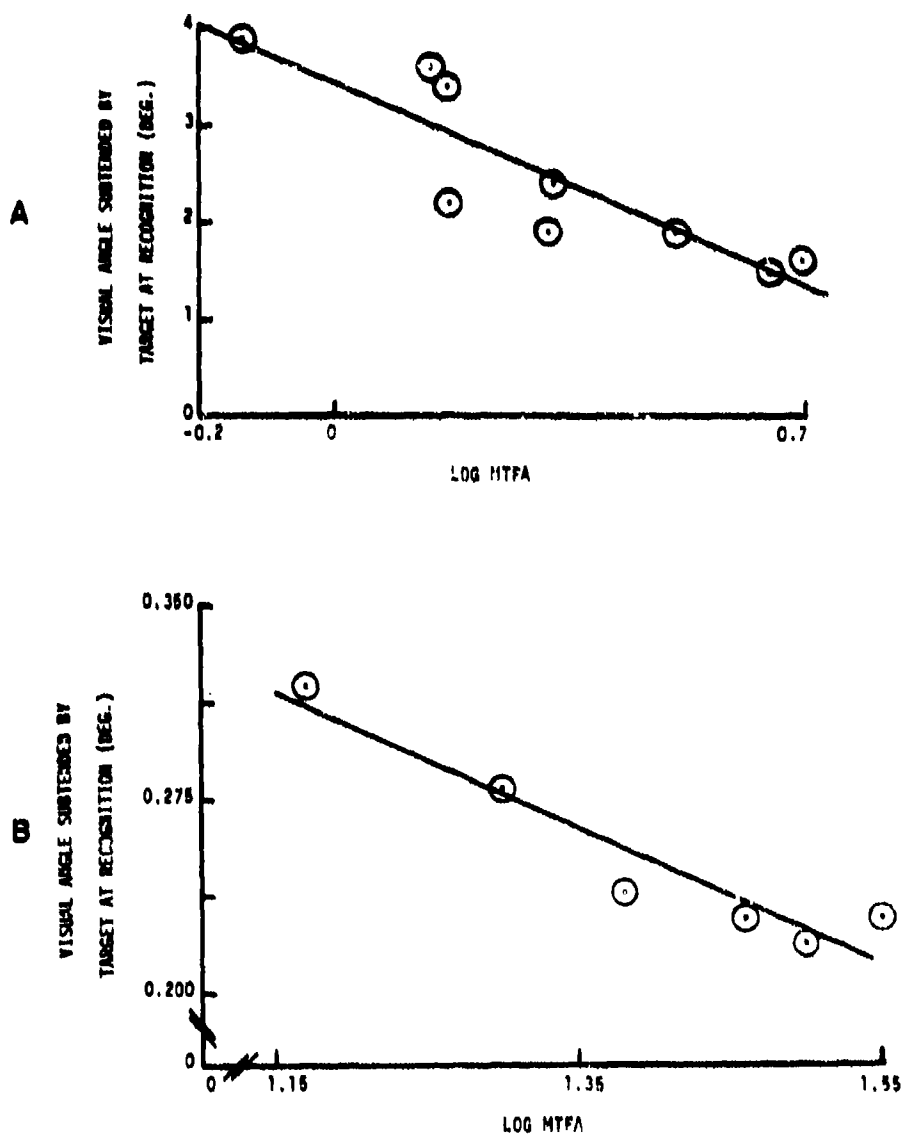 A
VISUAL ANGLE SUBTENDED BY
TARGET AT RECOGNITION (DEG.)
4
3
2
1
0
-0.2
0
0.7
LOG MTFA
B
VISUAL ANGLE SUBTENDED BY
TARGET AT RECOGNITION (DEG.)
0.350
0.275
0.200
0
0
1.15
1.35
1.55
LOG MTFA